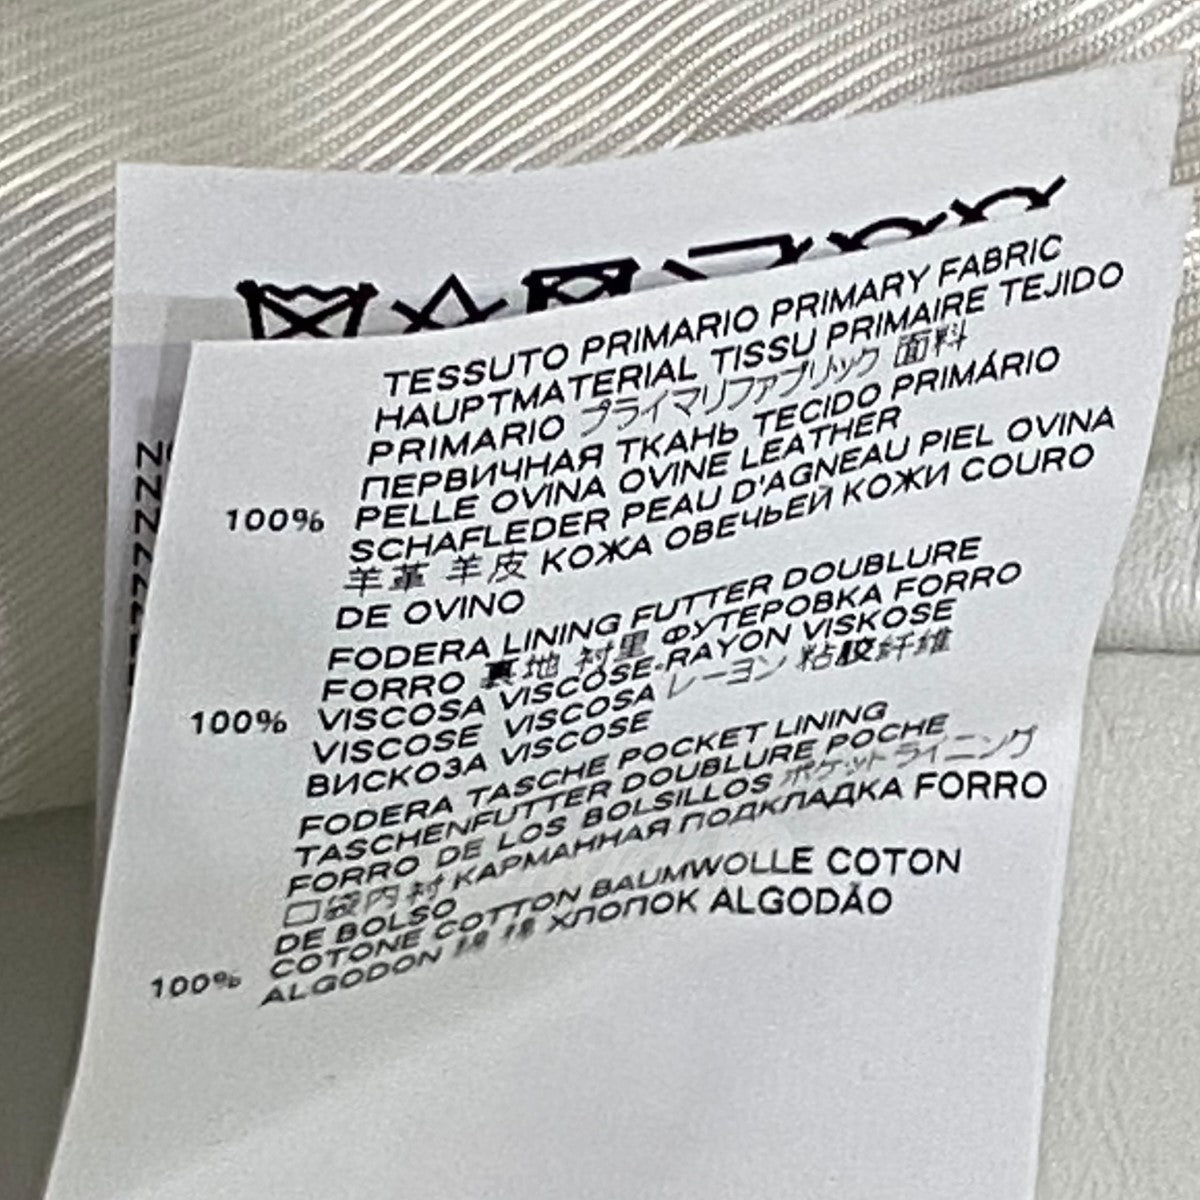 TESSUTO PRIMARIO PRIMARY FABRIC
HAUPTMATERIAL TISSU PRIMAIRE TEJIDO
PRIMARIO プライマリファブリック 面料
ПЕРВИЧНАЯ ТКАНЬ TECIDO PRIMÁRIO
100% PELLE OVINA OVINE LEATHER
SCHAFLEDER PEAU D'AGNEAU PIEL OVINA
羊革 羊皮 КОЖА ОВЕЧЬЕЙ КОЖИ COURO
DE OVINO
FODERA LINING FUTTER DOUBLURE
FORRO 裏地 衬里 ФУТЕРОВКА FORRO
100% VISCOSA VISCOSE-RAYON VISKOSE
VISCOSE VISCOSA レーヨン 粘胶纤维
ВИСКОЗА VISCOSE
FODERA TASCHE POCKET LINING
TASCHENFUTTER DOUBLURE POCHE
FORRO DE LOS BOLSILLOS ポケットライニング
口袋内衬 КАРМАННАЯ ПОДКЛАДКА FORRO
DE BOLSO
100% COTONE COTTON BAUMWOLLE COTON
ALGODON 綿 棉 ХЛОПОК ALGODÃO